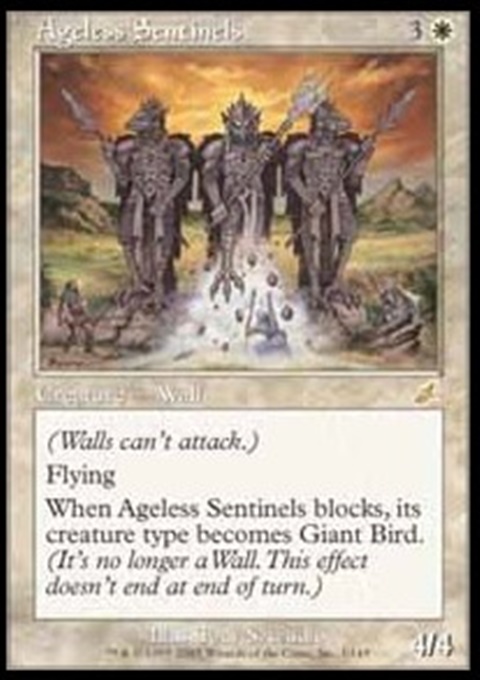 Ageless Sentinels 3
Creature Wall
(Walls can't attack.)
Flying
When Ageless Sentinels blocks, its
creature type becomes Giant Bird.
(It's no longer a Wall. This effect
doesn't end at end of turn.)
4/4